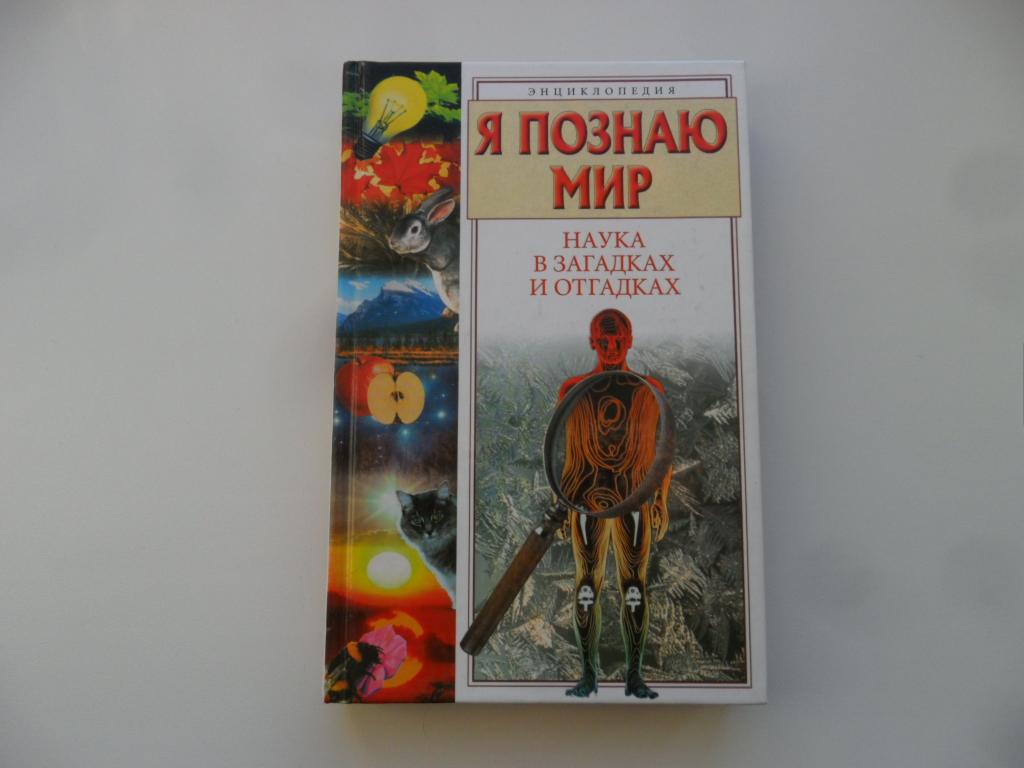 ЭНЦИКЛОПЕДИЯ
Я ПОЗНАЮ
МИР
НАУКА
В ЗАГАДКАХ
И ОТГАДКАХ